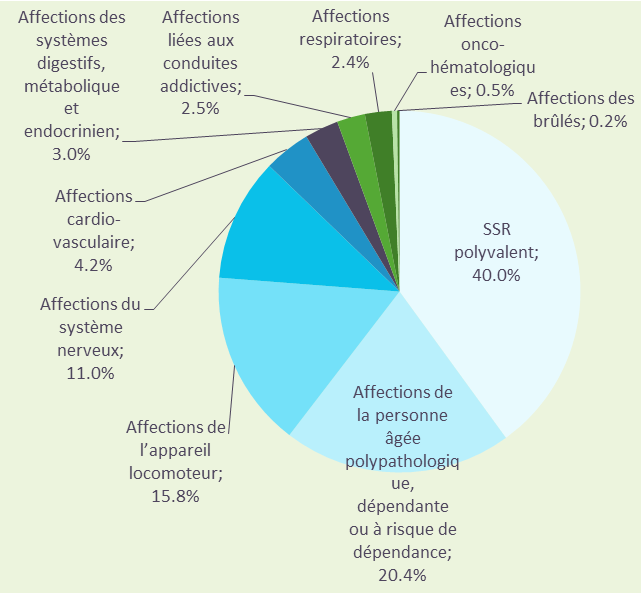 Affections des
systèmes
digestifs,
métabolique
et
endocrinien;
3.0%
Affections
liées aux
conduites
addictives;
2.5%
Affections
respiratoires;
2.4%
Affections
onco-
hématologiqu
es; 0.5%
Affections des
brûlés; 0.2%
SSR
polyvalent;
40.0%
Affections
cardio-
vasculaire;
4.2%
Affections du
système
nerveux;
11.0%
Affections de
l’appareil
locomoteur;
15.8%
Affections de
la personne
âgée
polypathologiq
ue,
dépendante
ou à risque de
dépendance;
20.4%